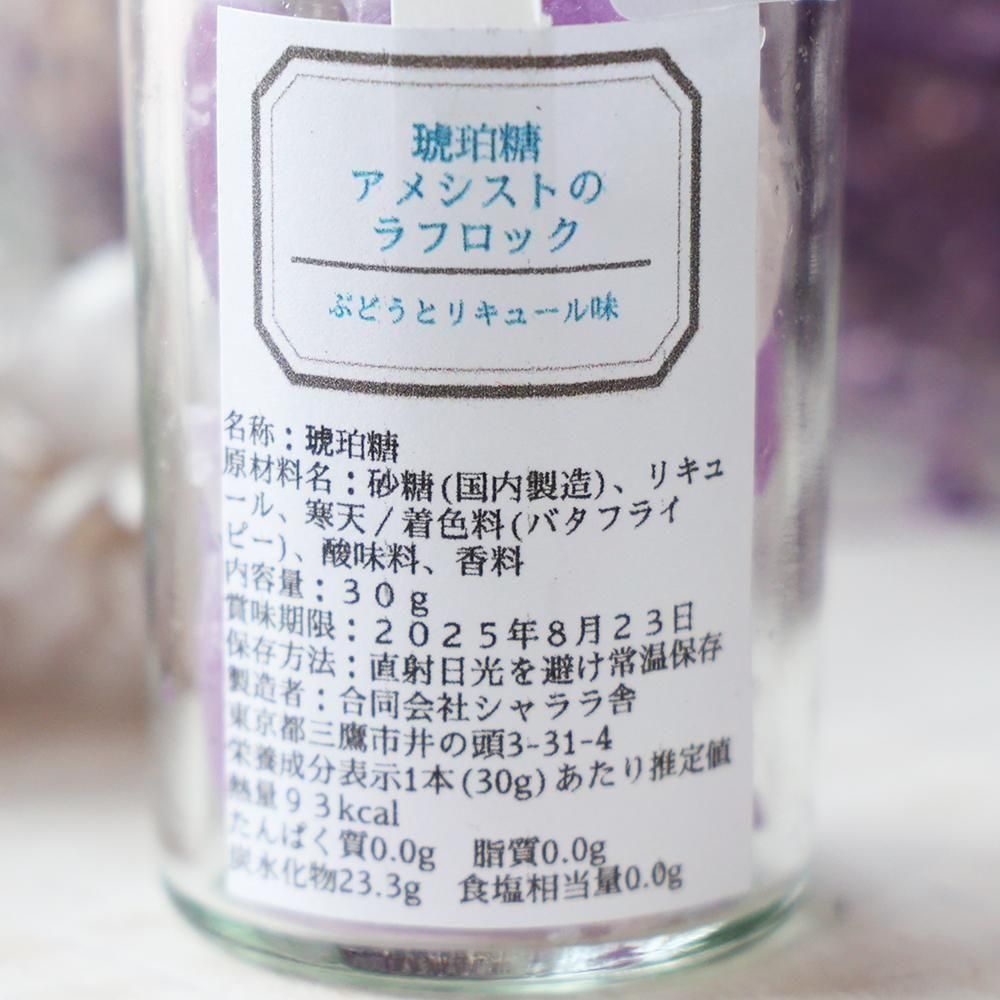 琥珀糖
アメシストの
ラフロック
ぶどうとリキュール味
名称：琥珀糖
原材料名：砂糖(国内製造)、リキュ
ール、寒天／着色料(バタフライ
ピー)、酸味料、香料
内容量：３０ｇ
賞味期限：２０２５年８月２３日
保存方法：直射日光を避け常温保存
製造者：合同会社シャララ舎
東京都三鷹市井の頭3-31-4
栄養成分表示1本(30g)あたり推定値
熱量９３kcal
たんぱく質0.0g　脂質0.0g
炭水化物23.3g　食塩相当量0.0g